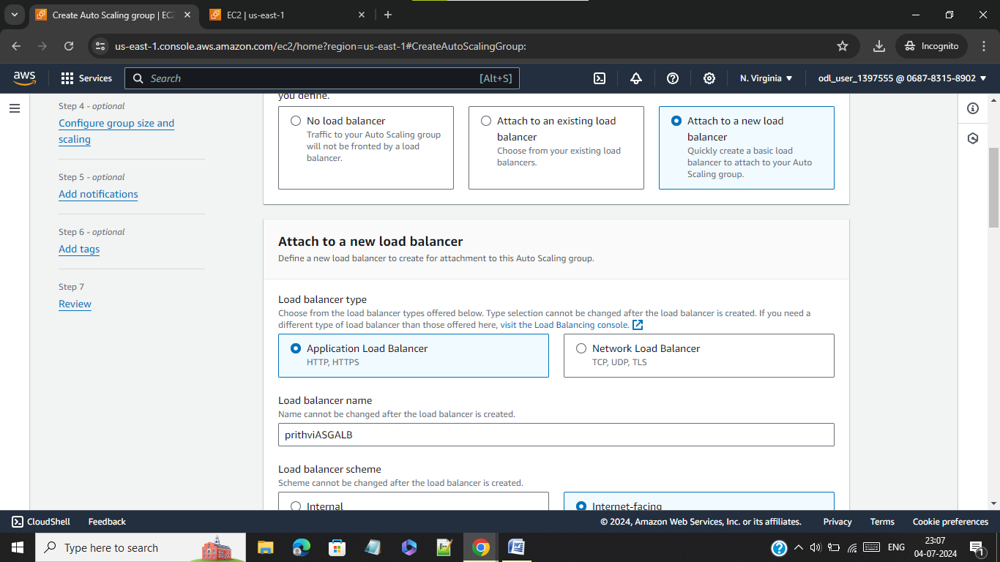 Create Auto Scaling group | EC2
EC2 | us-east-1
us-east-1.console.aws.amazon.com/ec2/home?region=us-east-1#CreateAutoScalingGroup:
Incognito
aws
Services
Search
[Alt+S]
N. Virginia
odl_user_1397555 @ 0687-8315-8902
Step 4 - optional
Configure group size and
scaling
Step 5 - optional
Add notifications
Step 6 - optional
Add tags
Step 7
Review
you define.
No load balancer
Traffic to your Auto Scaling group
will not be fronted by a load
balancer.
Attach to an existing load
balancer
Choose from your existing load
balancers.
Attach to a new load
balancer
Quickly create a basic load
balancer to attach to your Auto
Scaling group.
Attach to a new load balancer
Define a new load balancer to create for attachment to this Auto Scaling group.
Load balancer type
Choose from the load balancer types offered below. Type selection cannot be changed after the load balancer is created. If you need a
different type of load balancer than those offered here, visit the Load Balancing console.
Application Load Balancer
HTTP, HTTPS
Network Load Balancer
TCP, UDP, TLS
Load balancer name
Name cannot be changed after the load balancer is created.
prithviASGALB
Load balancer scheme
Scheme cannot be changed after the load balancer is created.
Internal
Internet-facing
CloudShell
Feedback
© 2024, Amazon Web Services, Inc. or its affiliates.
Privacy
Terms
Cookie preferences
Type here to search
ENG
23:07
04-07-2024
1